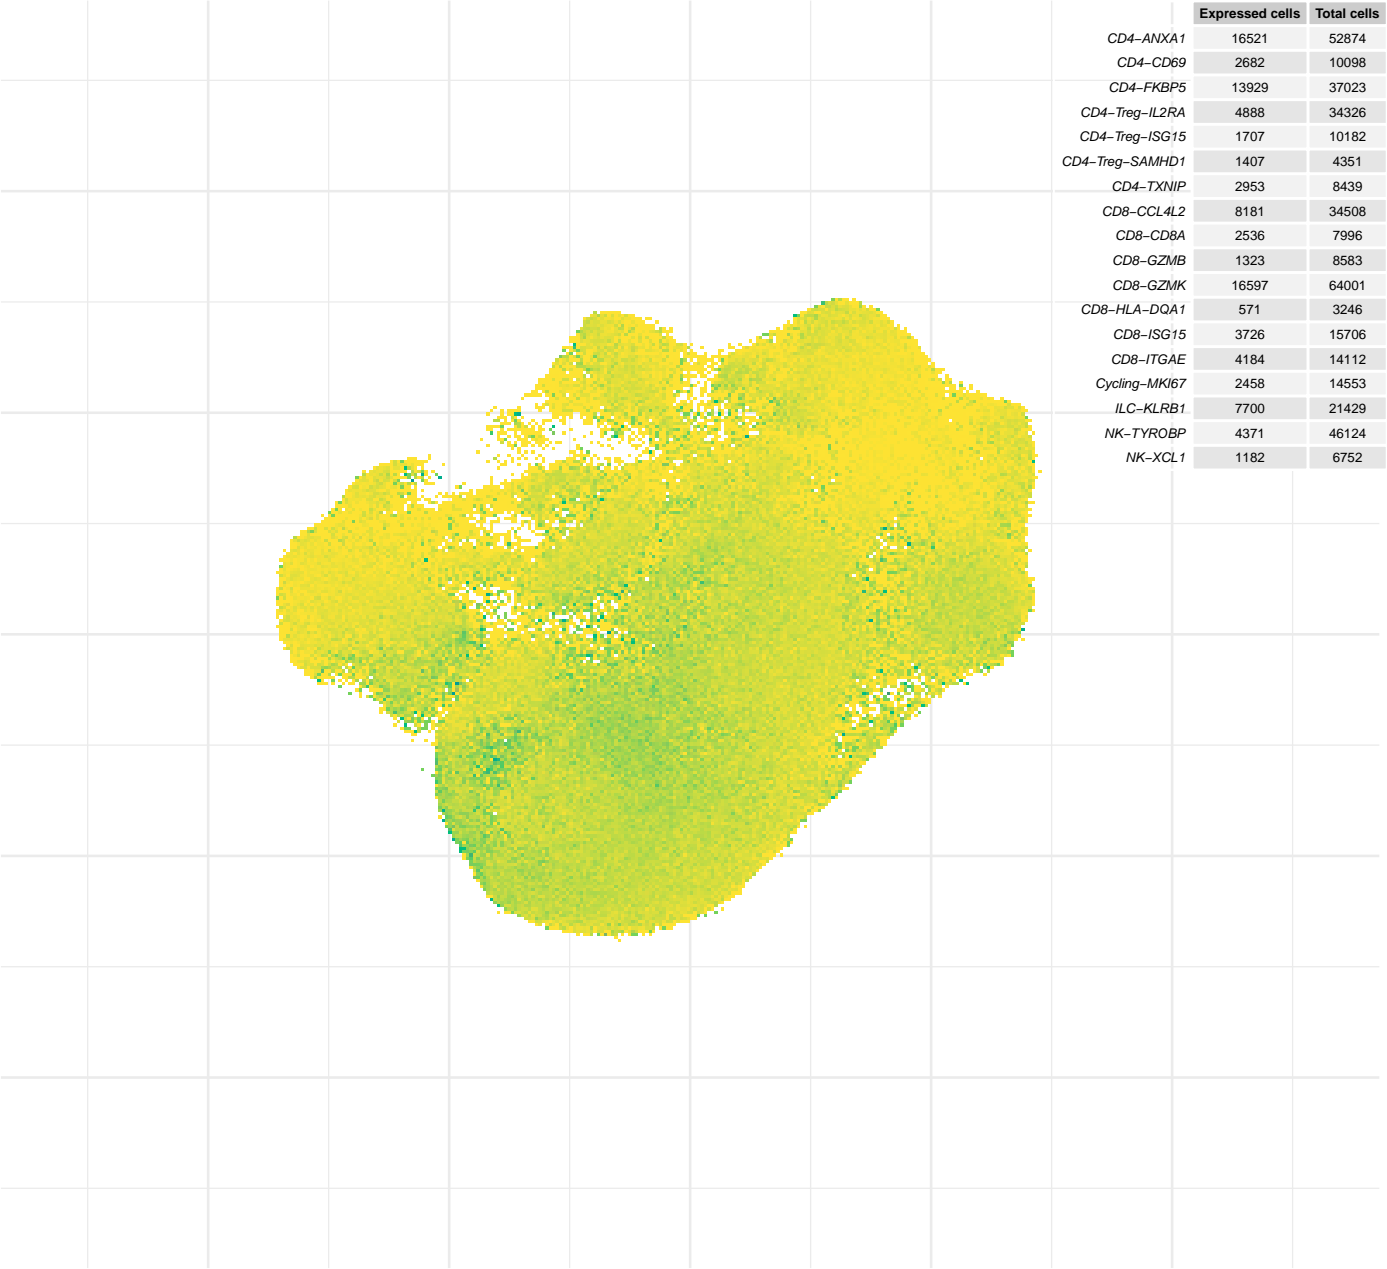 Expressed cells Total cells
CD4−ANXA1 16521 52874
CD4−CD69 2682 10098
CD4−FKBP5 13929 37023
CD4−Treg−IL2RA 4888 34326
CD4−Treg−ISG15 1707 10182
CD4−Treg−SAMHD1 1407 4351
CD4−TXNIP 2953 8439
CD8−CCL4L2 8181 34508
CD8−CD8A 2536 7996
CD8−GZMB 1323 8583
CD8−GZMK 16597 64001
CD8−HLA−DQA1 571 3246
CD8−ISG15 3726 15706
CD8−ITGAE 4184 14112
Cycling−MKI67 2458 14553
ILC−KLRB1 7700 21429
NK−TYROBP 4371 46124
NK−XCL1 1182 6752